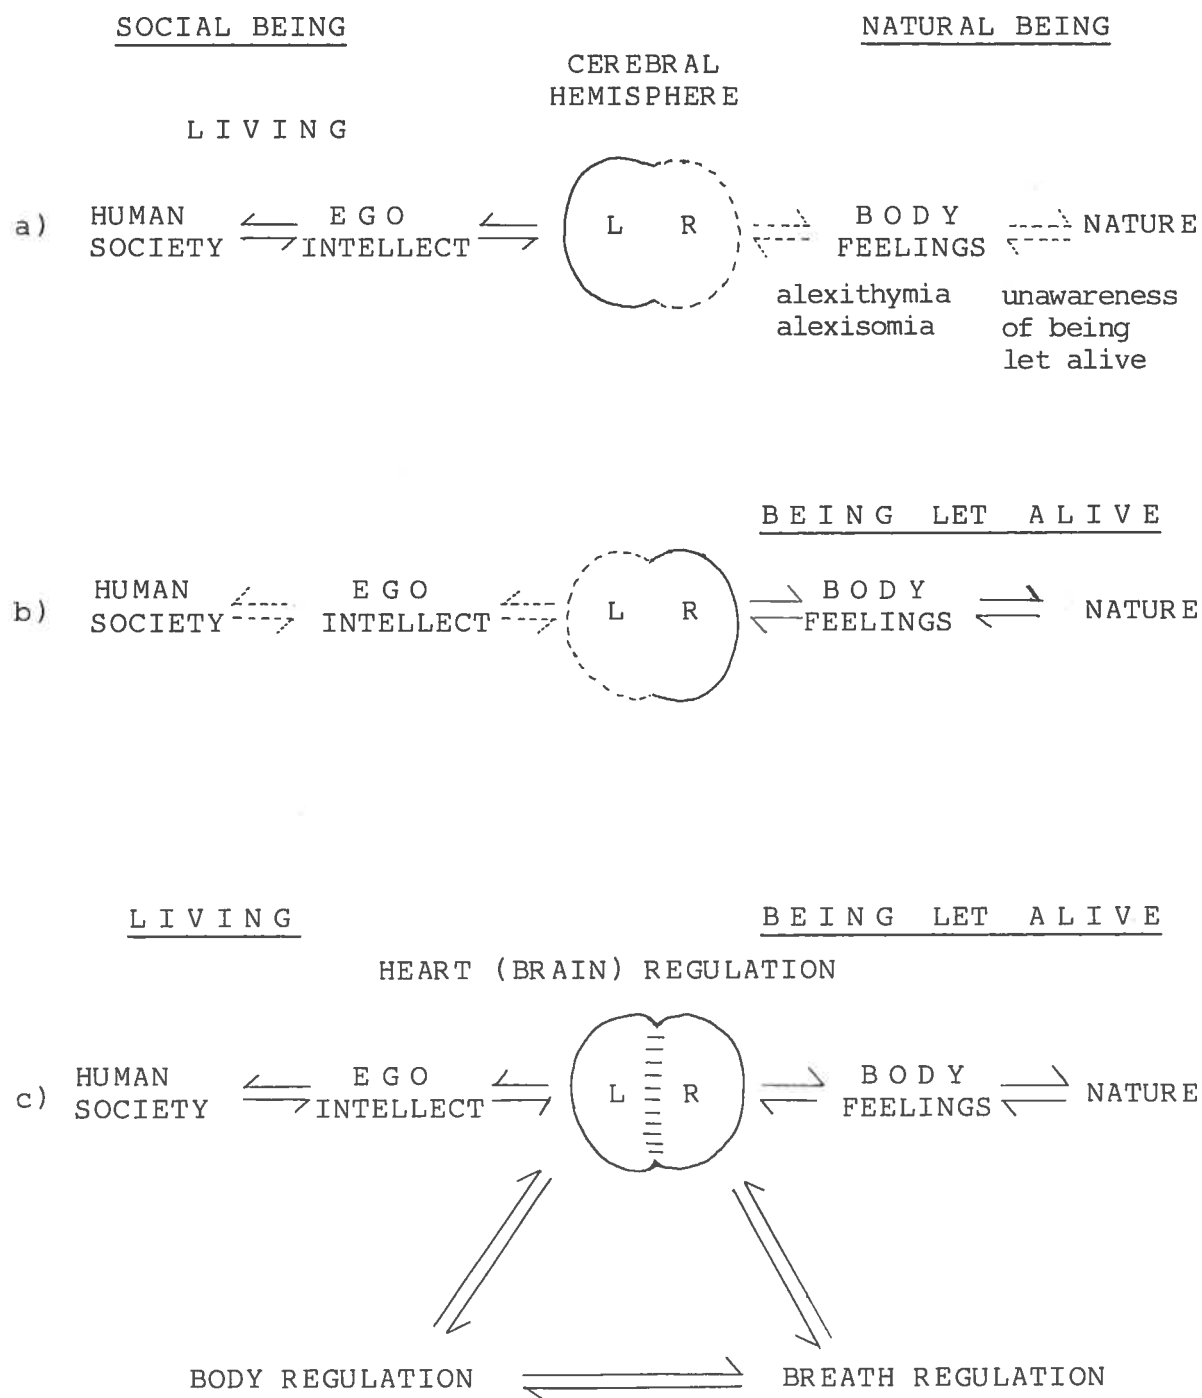 SOCIAL BEING
NATURAL BEING
CEREBRAL
HEMISPHERE
LIVING
a)
HUMAN
SOCIETY
EGO
INTELLECT
L
R
BODY
FEELINGS
NATURE
alexithymia
alexisomia
unawareness
of being
let alive
BEING LET ALIVE
b)
HUMAN
SOCIETY
EGO
INTELLECT
L
R
BODY
FEELINGS
NATURE
LIVING
BEING LET ALIVE
HEART (BRAIN) REGULATION
c)
HUMAN
SOCIETY
EGO
INTELLECT
L
R
BODY
FEELINGS
NATURE
BODY REGULATION
BREATH REGULATION